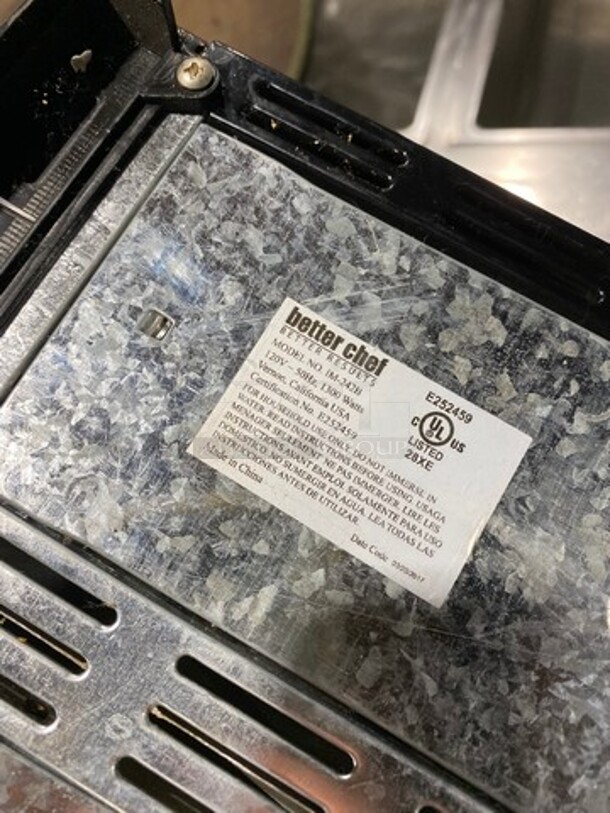 better chef
BETTER RESULTS
MODEL NO. IM-242B
120V ~ 50Hz, 1300 Watts
Vernon, California USA
Certification No. E252459
FOR HOUSEHOLD USE ONLY. DO NOT IMMERSE IN
WATER. READ INSTRUCTIONS BEFORE USING. USAGA
MENAGER SEULEMENT NE PAS IMMERGER. LIRE LES
INSTRUCTIONS AVANT EMPLOI. SOLAMENTE PARA USO
DOMESTICO NO SUMERGIR EN AGUA. LEA TODAS LAS
INSTRUCCIONES ANTES DE UTILIZAR.
Made in China
Date Code
E252459
C UL US
LISTED
28XE